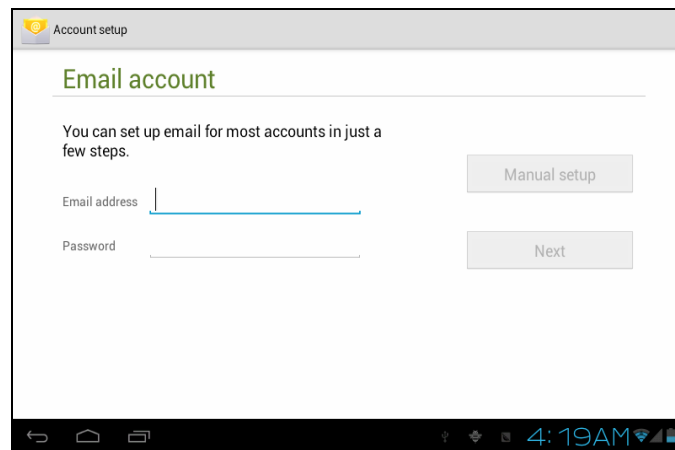 Account setup
Email account
You can set up email for most accounts in just a
few steps.
Manual setup
Email address
Password
Next
4:19AM